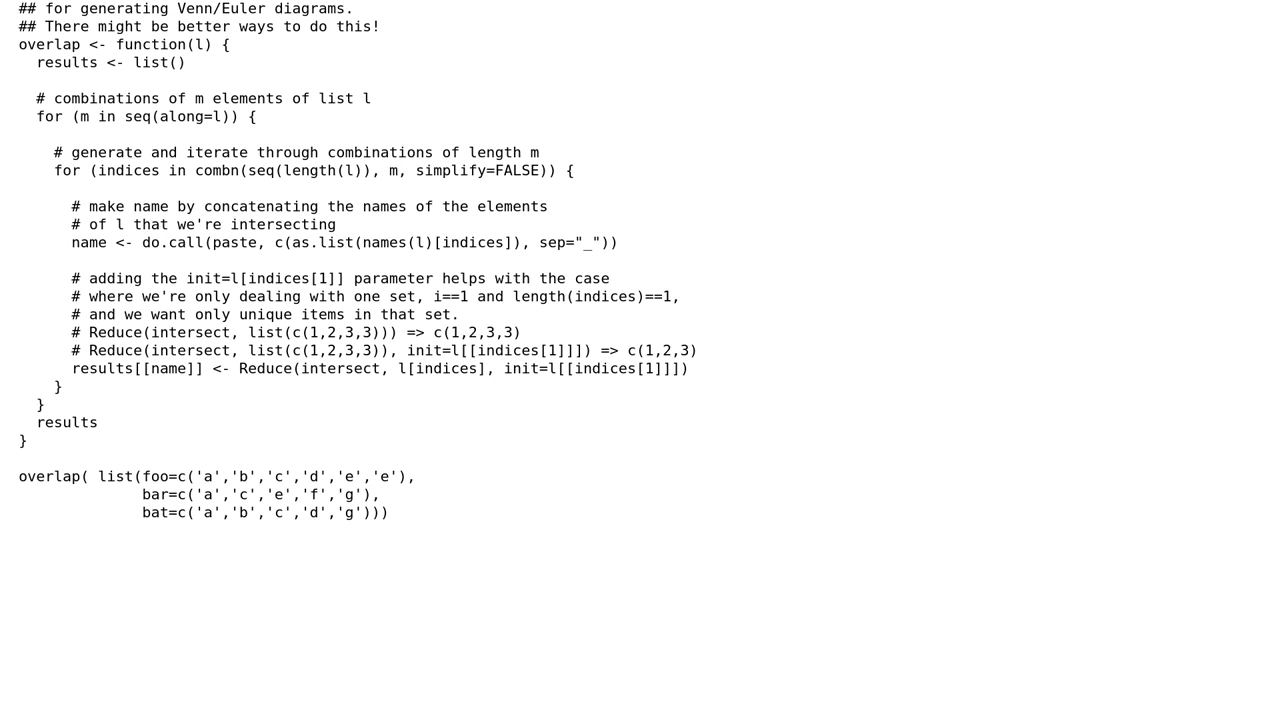 ## for generating Venn/Euler diagrams.
## There might be better ways to do this!
overlap <- function(l) {
  results <- list()

  # combinations of m elements of list l
  for (m in seq(along=l)) {

    # generate and iterate through combinations of length m
    for (indices in combn(seq(length(l)), m, simplify=FALSE)) {

      # make name by concatenating the names of the elements
      # of l that we're intersecting
      name <- do.call(paste, c(as.list(names(l)[indices]), sep="_"))

      # adding the init=l[indices[1]] parameter helps with the case
      # where we're only dealing with one set, i==1 and length(indices)==1,
      # and we want only unique items in that set.
      # Reduce(intersect, list(c(1,2,3,3))) => c(1,2,3,3)
      # Reduce(intersect, list(c(1,2,3,3)), init=l[[indices[1]]]) => c(1,2,3)
      results[[name]] <- Reduce(intersect, l[indices], init=l[[indices[1]]])
    }
  }
  results
}

overlap( list(foo=c('a','b','c','d','e','e'),
              bar=c('a','c','e','f','g'),
              bat=c('a','b','c','d','g')))